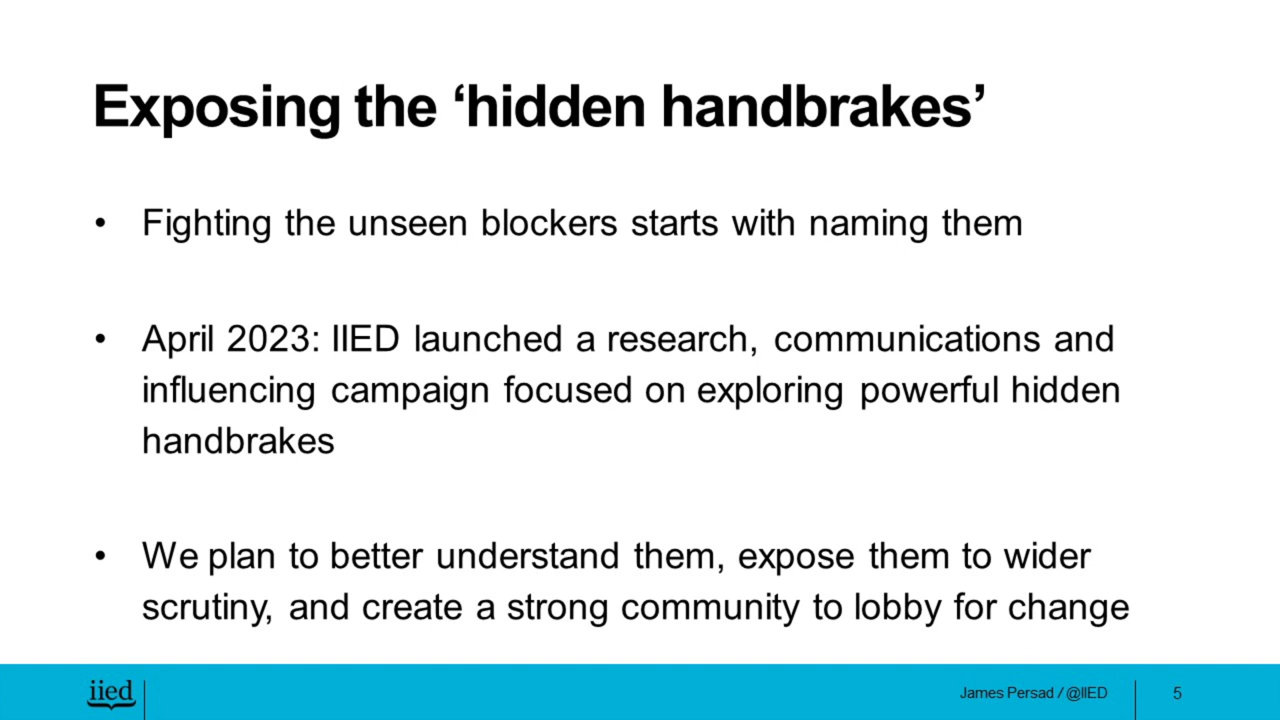 Exposing the ‘hidden handbrakes’
• Fighting the unseen blockers starts with naming them
• April 2023: IIED launched a research, communications and
influencing campaign focused on exploring powerful hidden
handbrakes
• We plan to better understand them, expose them to wider
scrutiny, and create a strong community to lobby for change
iied
James Persad / @IIED
5